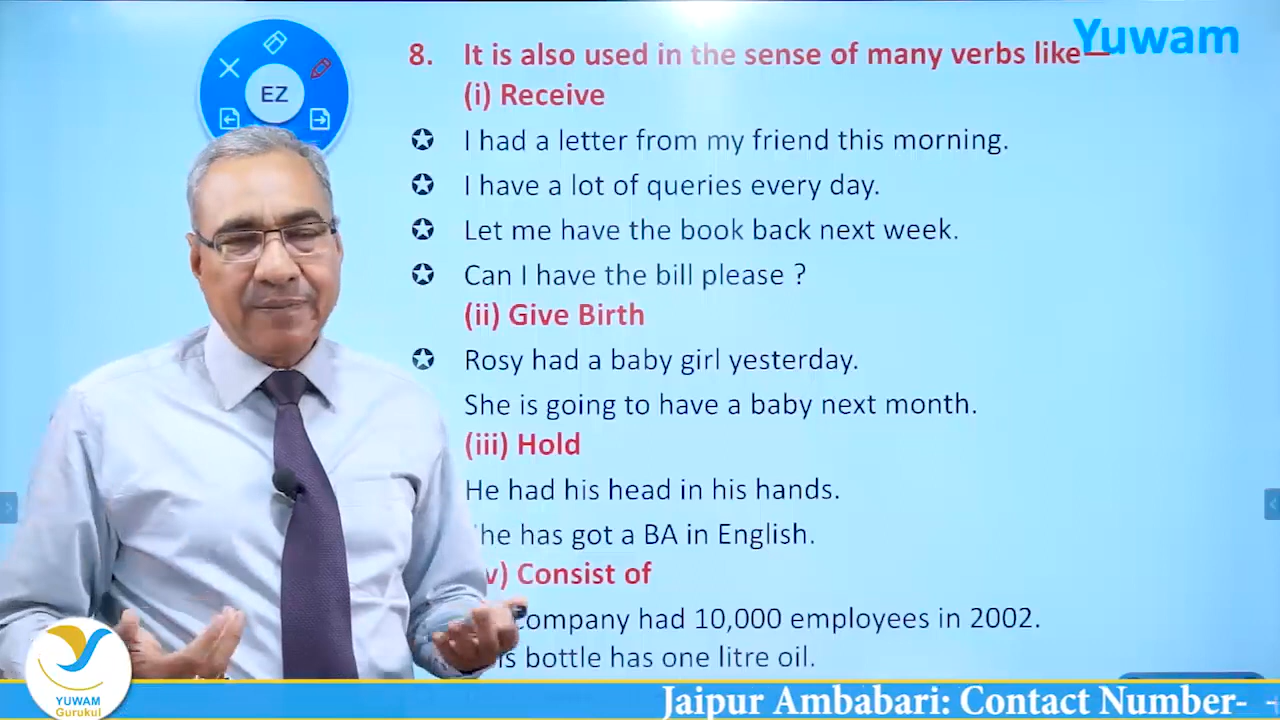 Yuwam
EZ
8. It is also used in the sense of many verbs like—
(i) Receive
I had a letter from my friend this morning.
I have a lot of queries every day.
Let me have the book back next week.
Can I have the bill please ?
(ii) Give Birth
Rosy had a baby girl yesterday.
She is going to have a baby next month.
(iii) Hold
He had his head in his hands.
he has got a BA in English.
v) Consist of
company had 10,000 employees in 2002.
is bottle has one litre oil.
YUWAM
Gurukul
Jaipur Ambabari: Contact Number-